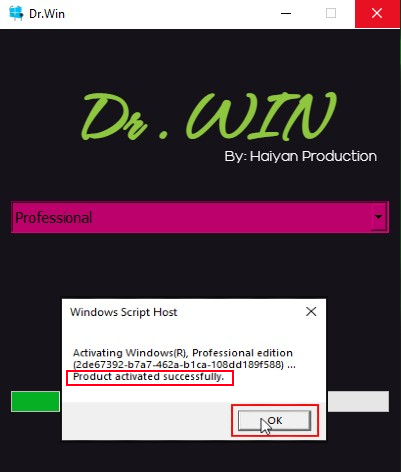 Dr.Win
Dr . WIN
By: Haiyan Production
Professional
Windows Script Host
Activating Windows(R), Professional edition
(2de67392-b7a7-462a-b1ca-108dd189f588) ...
Product activated successfully.
OK